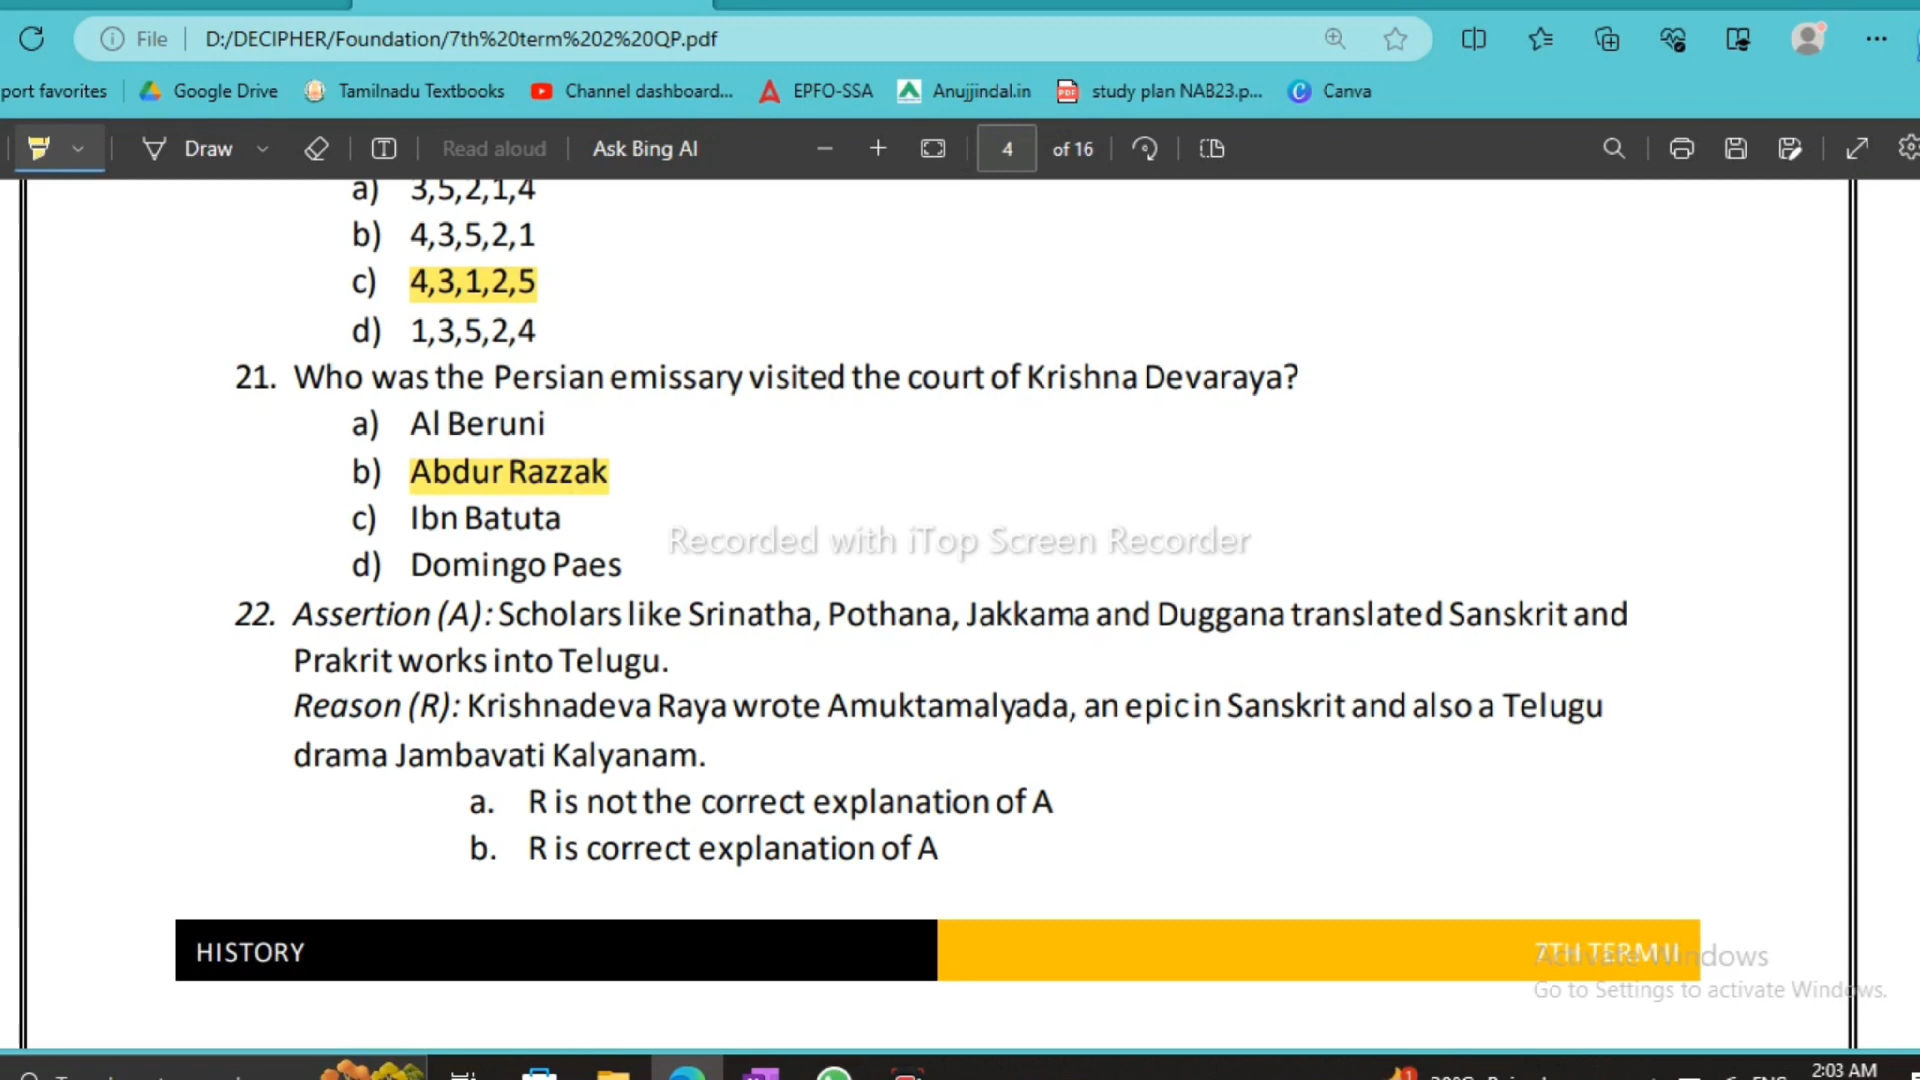 File D:/DECIPHER/Foundation/7th%20term%202%20QP.pdf
port favorites Google Drive Tamilnadu Textbooks Channel dashboard... EPFO-SSA Anujjindal.in study plan NAB23.p... Canva
Draw Read aloud Ask Bing AI 4 of 16
a) 3,5,2,1,4
b) 4,3,5,2,1
c) 4,3,1,2,5
d) 1,3,5,2,4
21. Who was the Persian emissary visited the court of Krishna Devaraya?
a) Al Beruni
b) Abdur Razzak
c) Ibn Batuta
Recorded with iTop Screen Recorder
d) Domingo Paes
22. Assertion (A): Scholars like Srinatha, Pothana, Jakkama and Duggana translated Sanskrit and
Prakrit works into Telugu.
Reason (R): Krishnadeva Raya wrote Amuktamalyada, an epic in Sanskrit and also a Telugu
drama Jambavati Kalyanam.
a. R is not the correct explanation of A
b. R is correct explanation of A
HISTORY 7TH TERM II
Activate Windows
Go to Settings to activate Windows.
2:03 AM